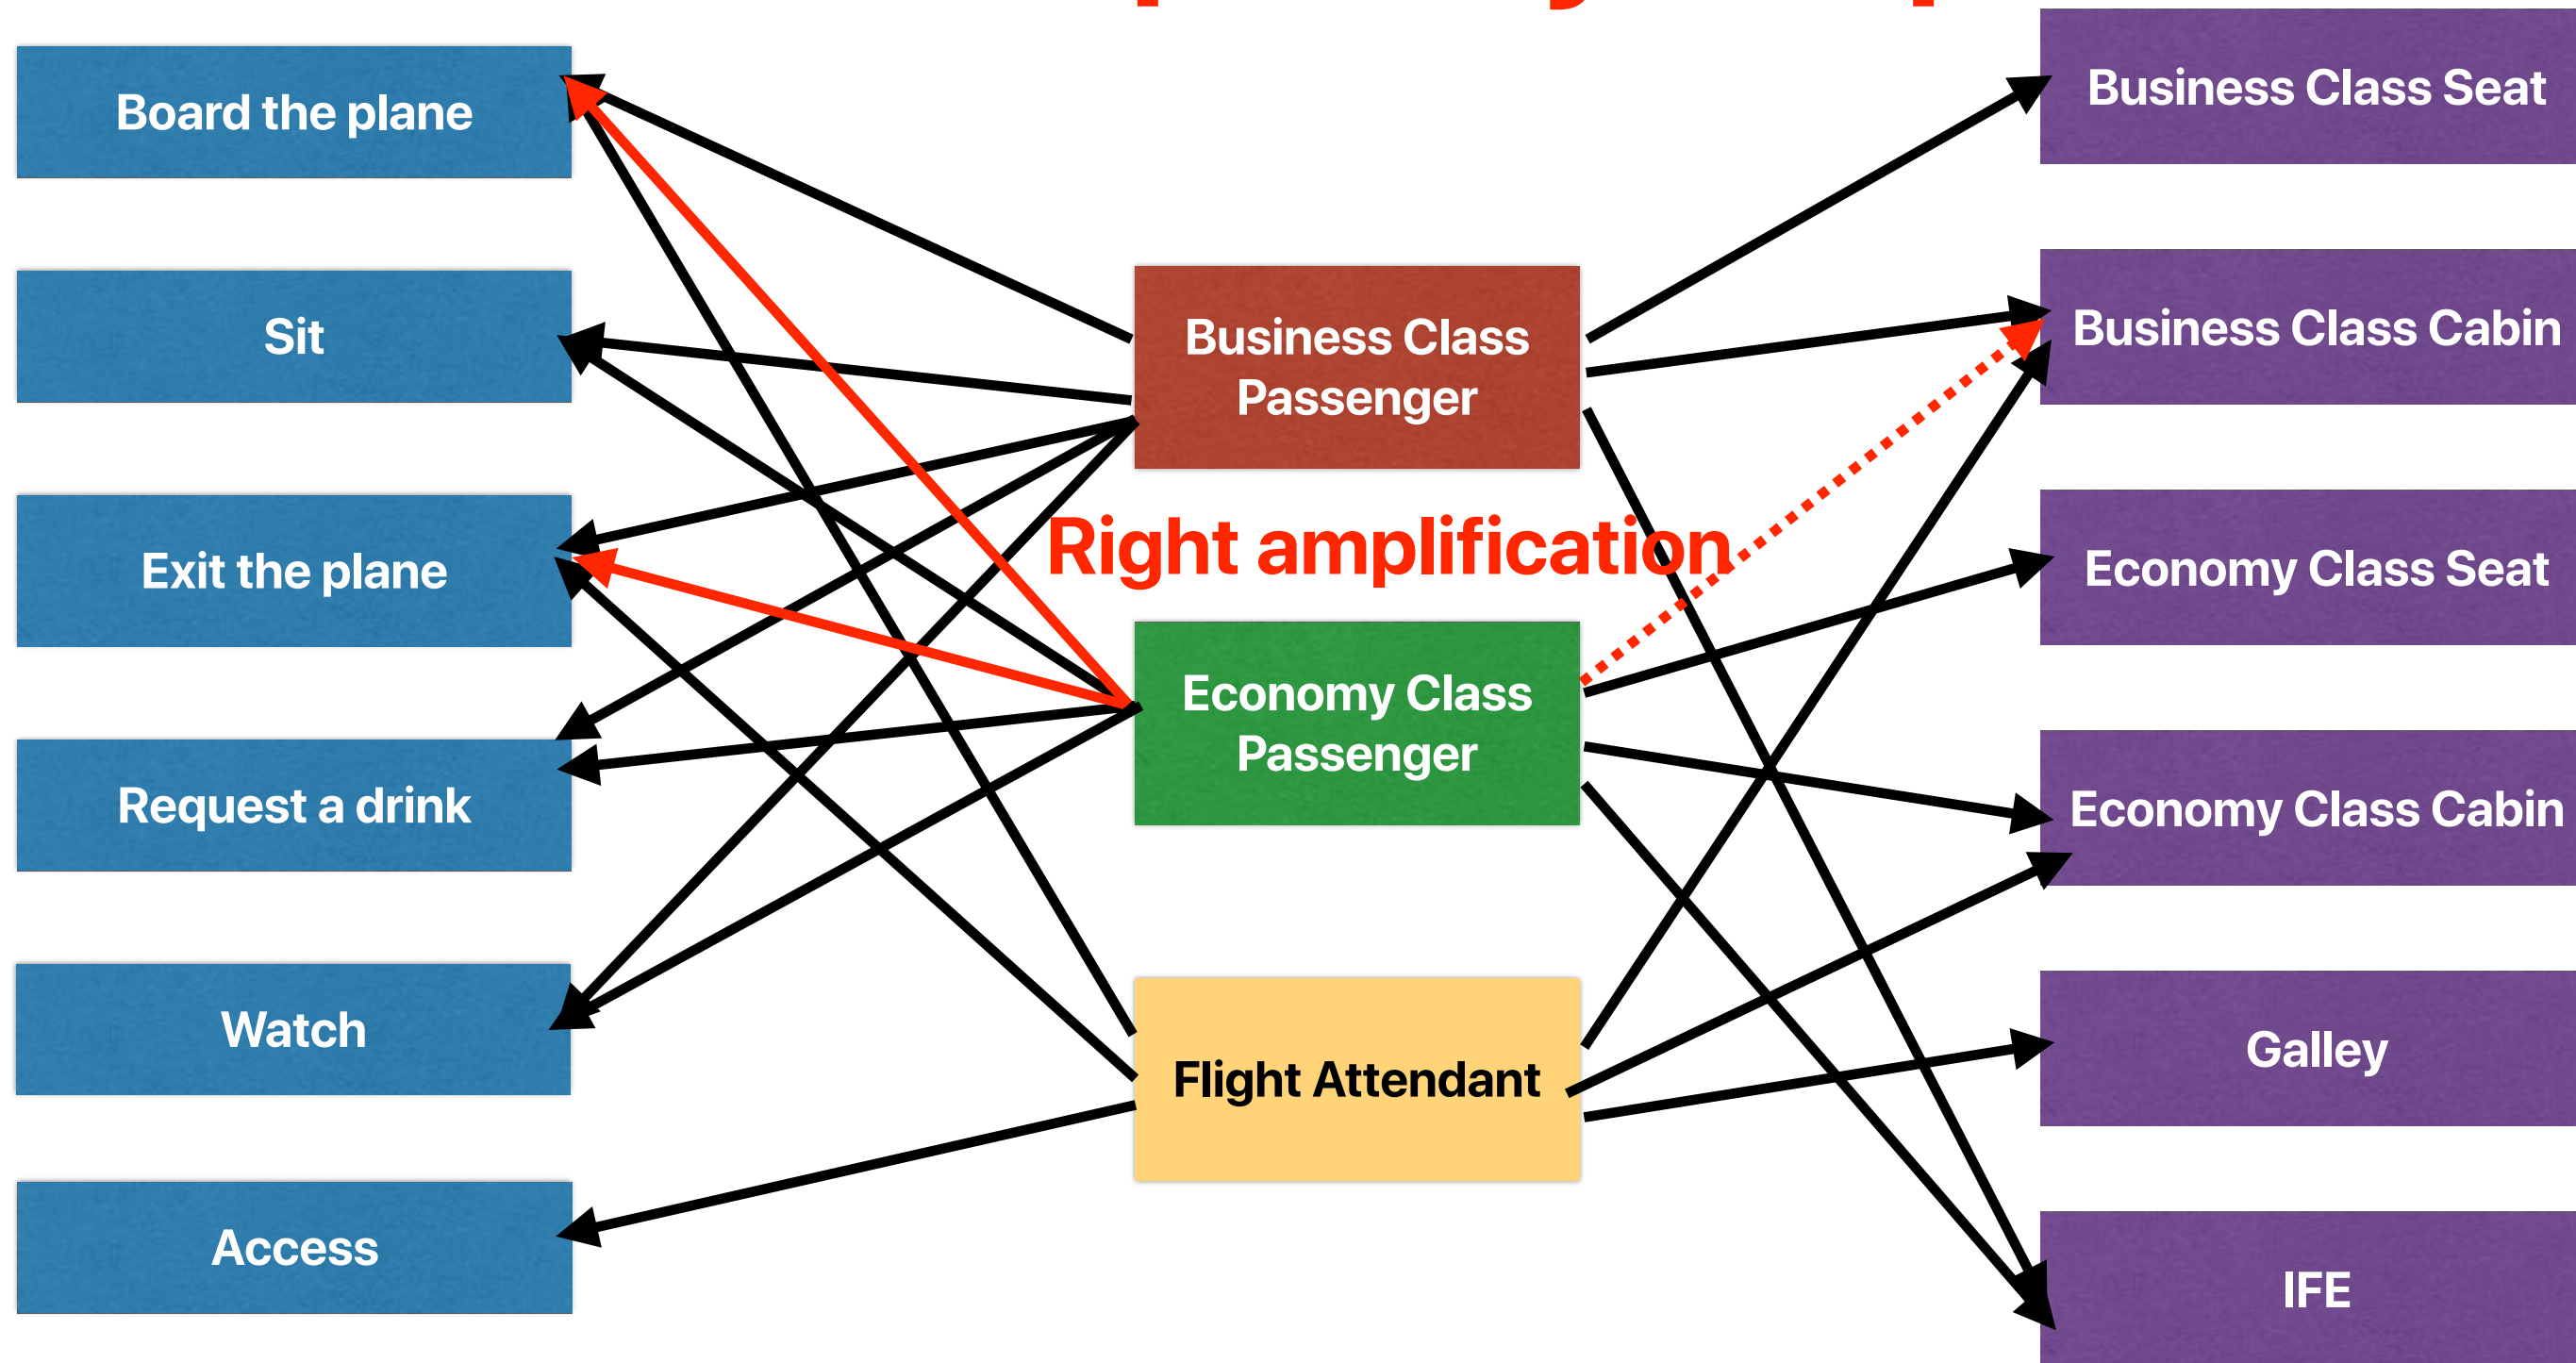 Board the plane
Sit
Exit the plane
Request a drink
Watch
Access
Business Class
Passenger
Right amplification
Economy Class
Passenger
Flight Attendant
Business Class Seat
Business Class Cabin
Economy Class Seat
Economy Class Cabin
Galley
IFE